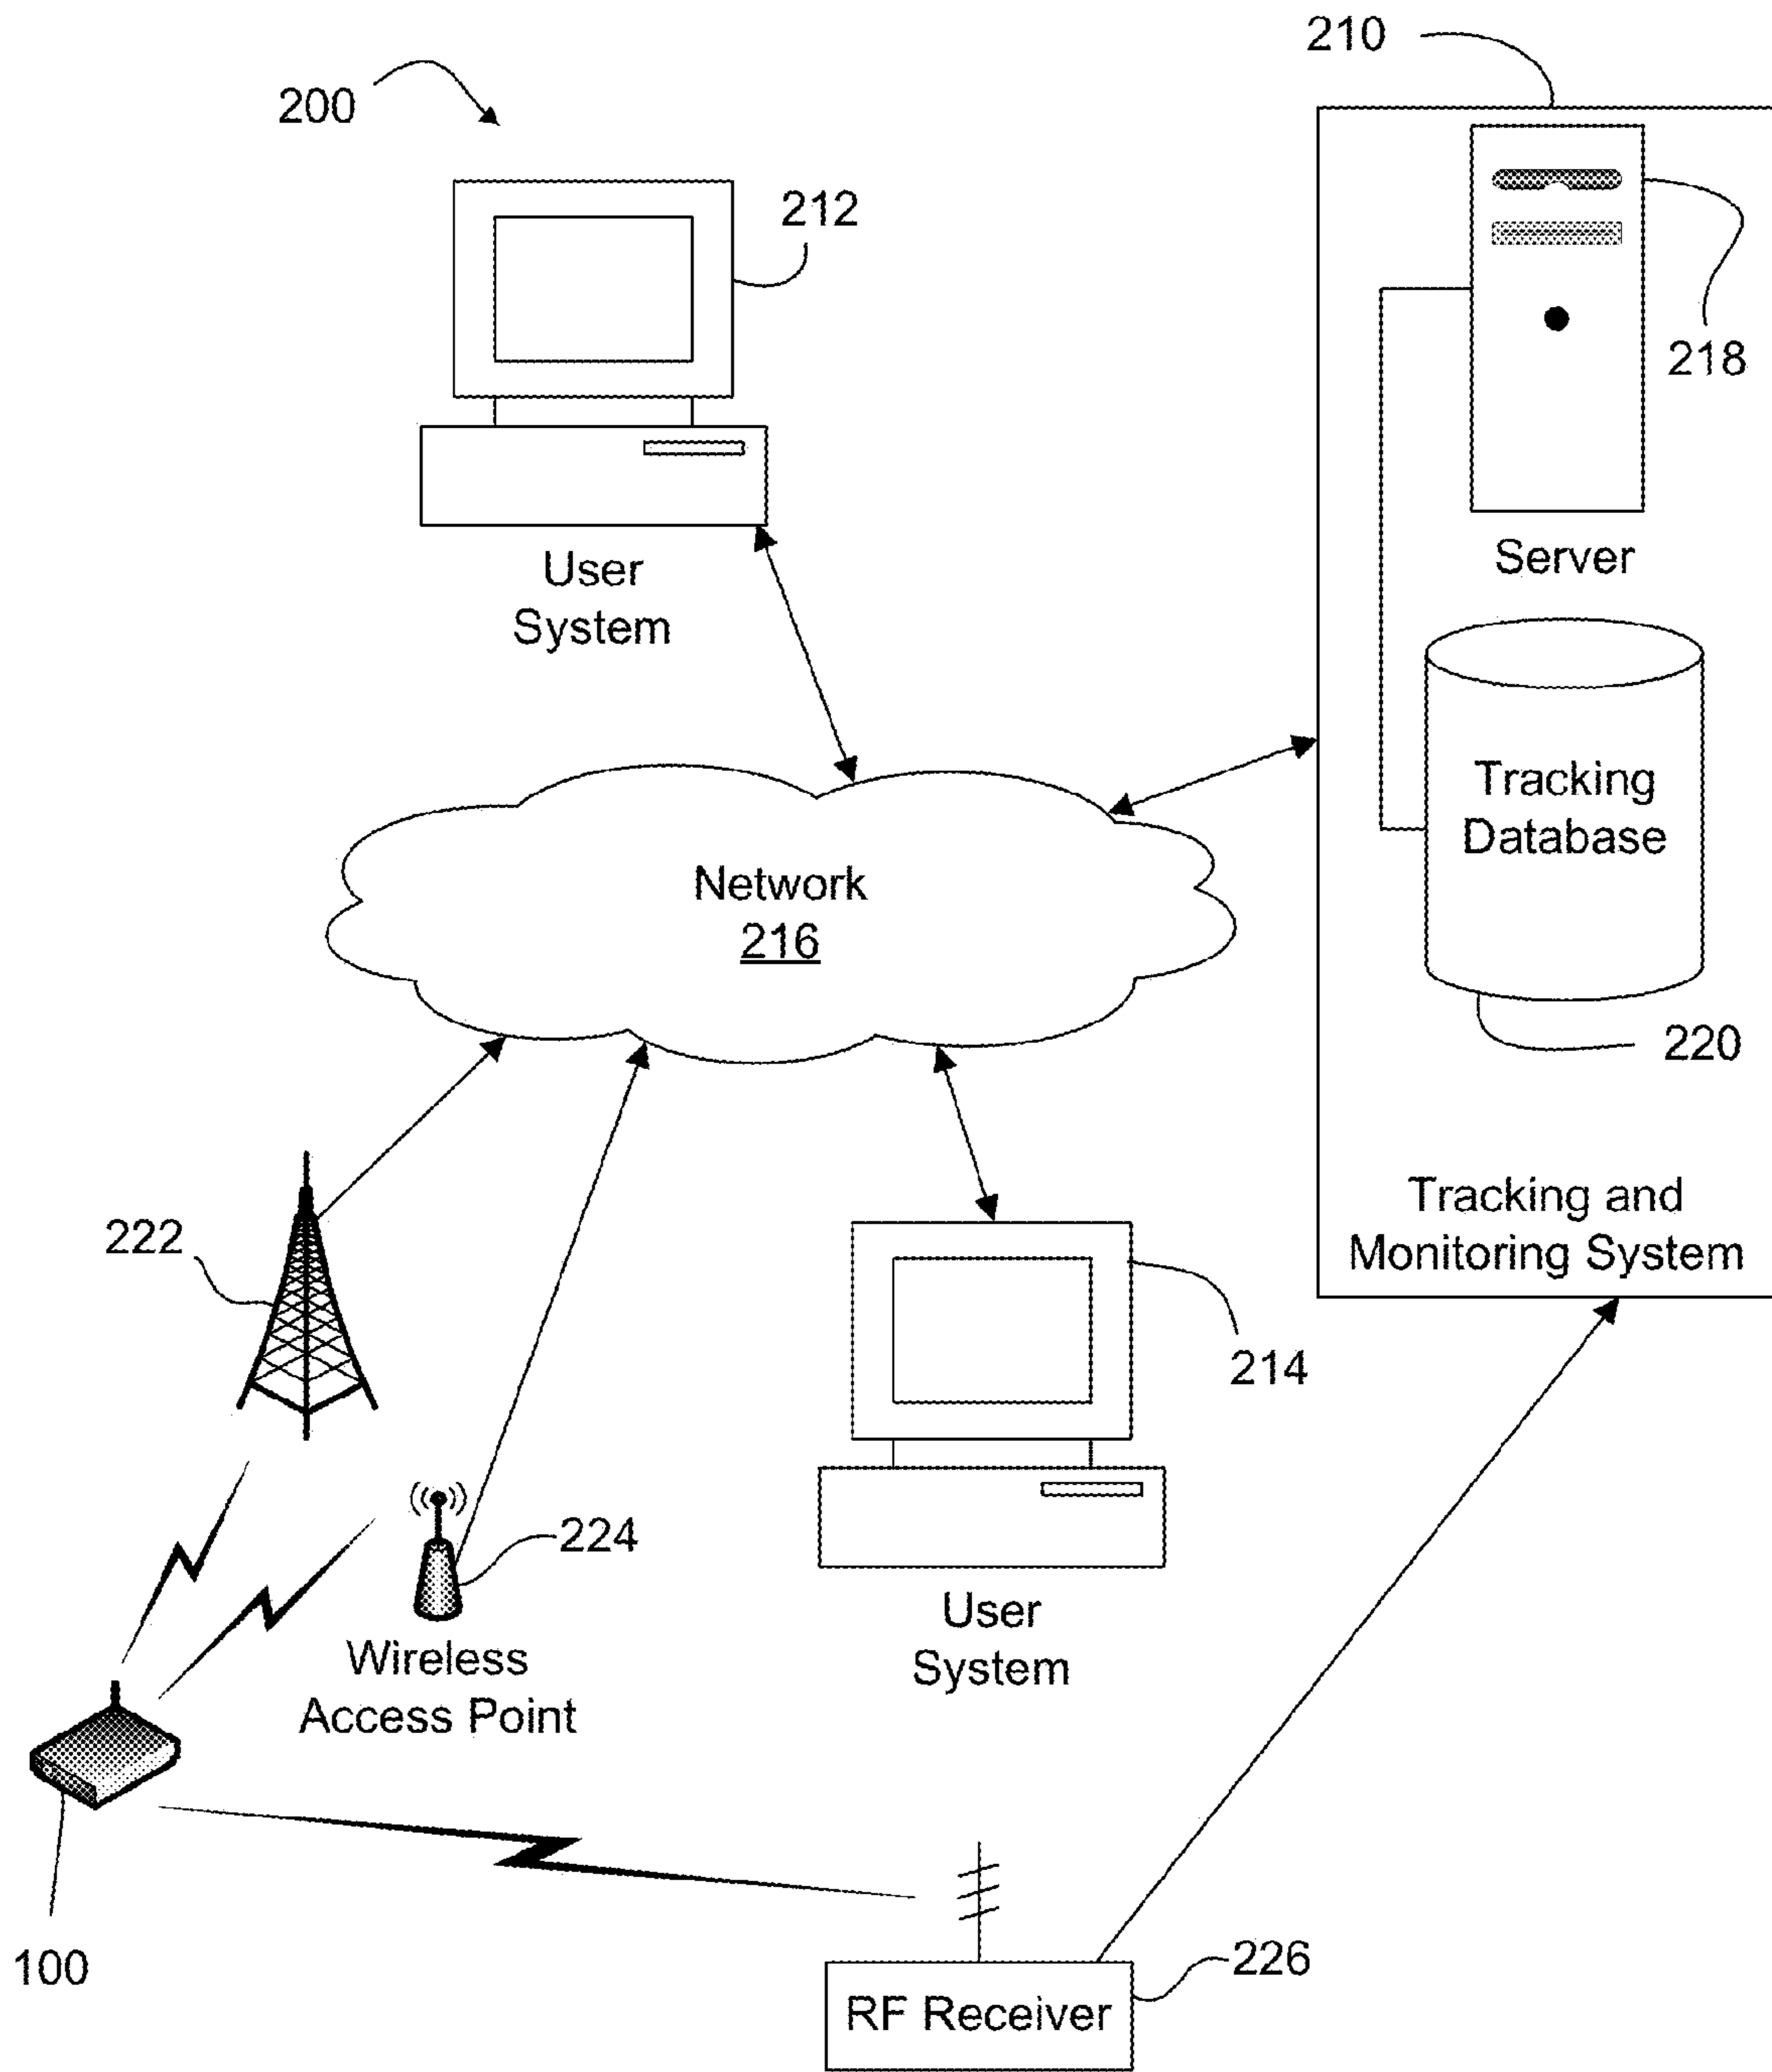 210
200
212
218
Server
User
System
Tracking
Database
Network
216
220
Tracking and
Monitoring System
222
214
224
User
System
Wireless
Access Point
100
226
RF Receiver